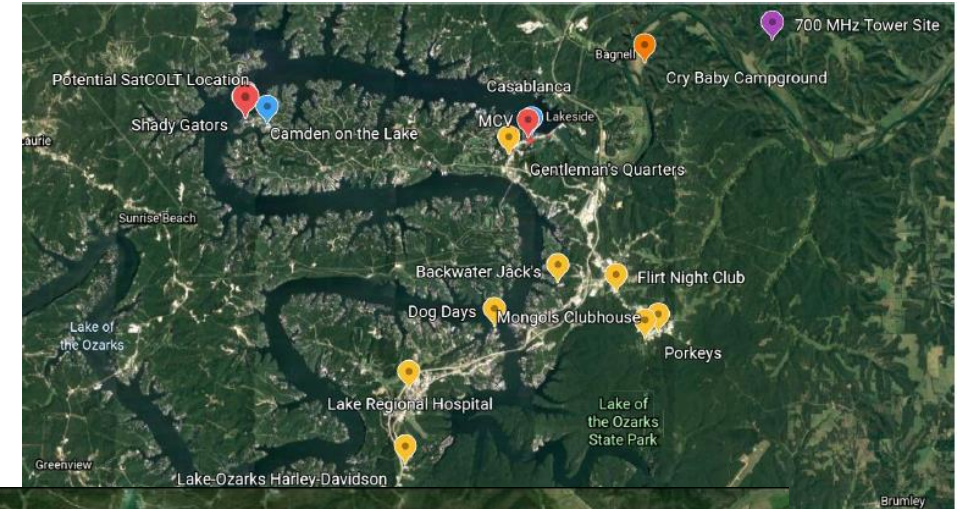 700 MHz Tower Site
Bagnell
Cry Baby Campground
Potential SatCOLT Location
Casablanca
Shady Gators
Camden on the Lake
MCV
Lakeside
Laurie
Gentleman's Quarters
Sunrise Beach
Backwater Jack's
Flirt Night Club
Dog Days
Mongols Clubhouse
Lake of
the Ozarks
Porkeys
Lake Regional Hospital
Lake of
the Ozarks
State Park
Greenview
Lake Ozarks Harley-Davidson
Brumley